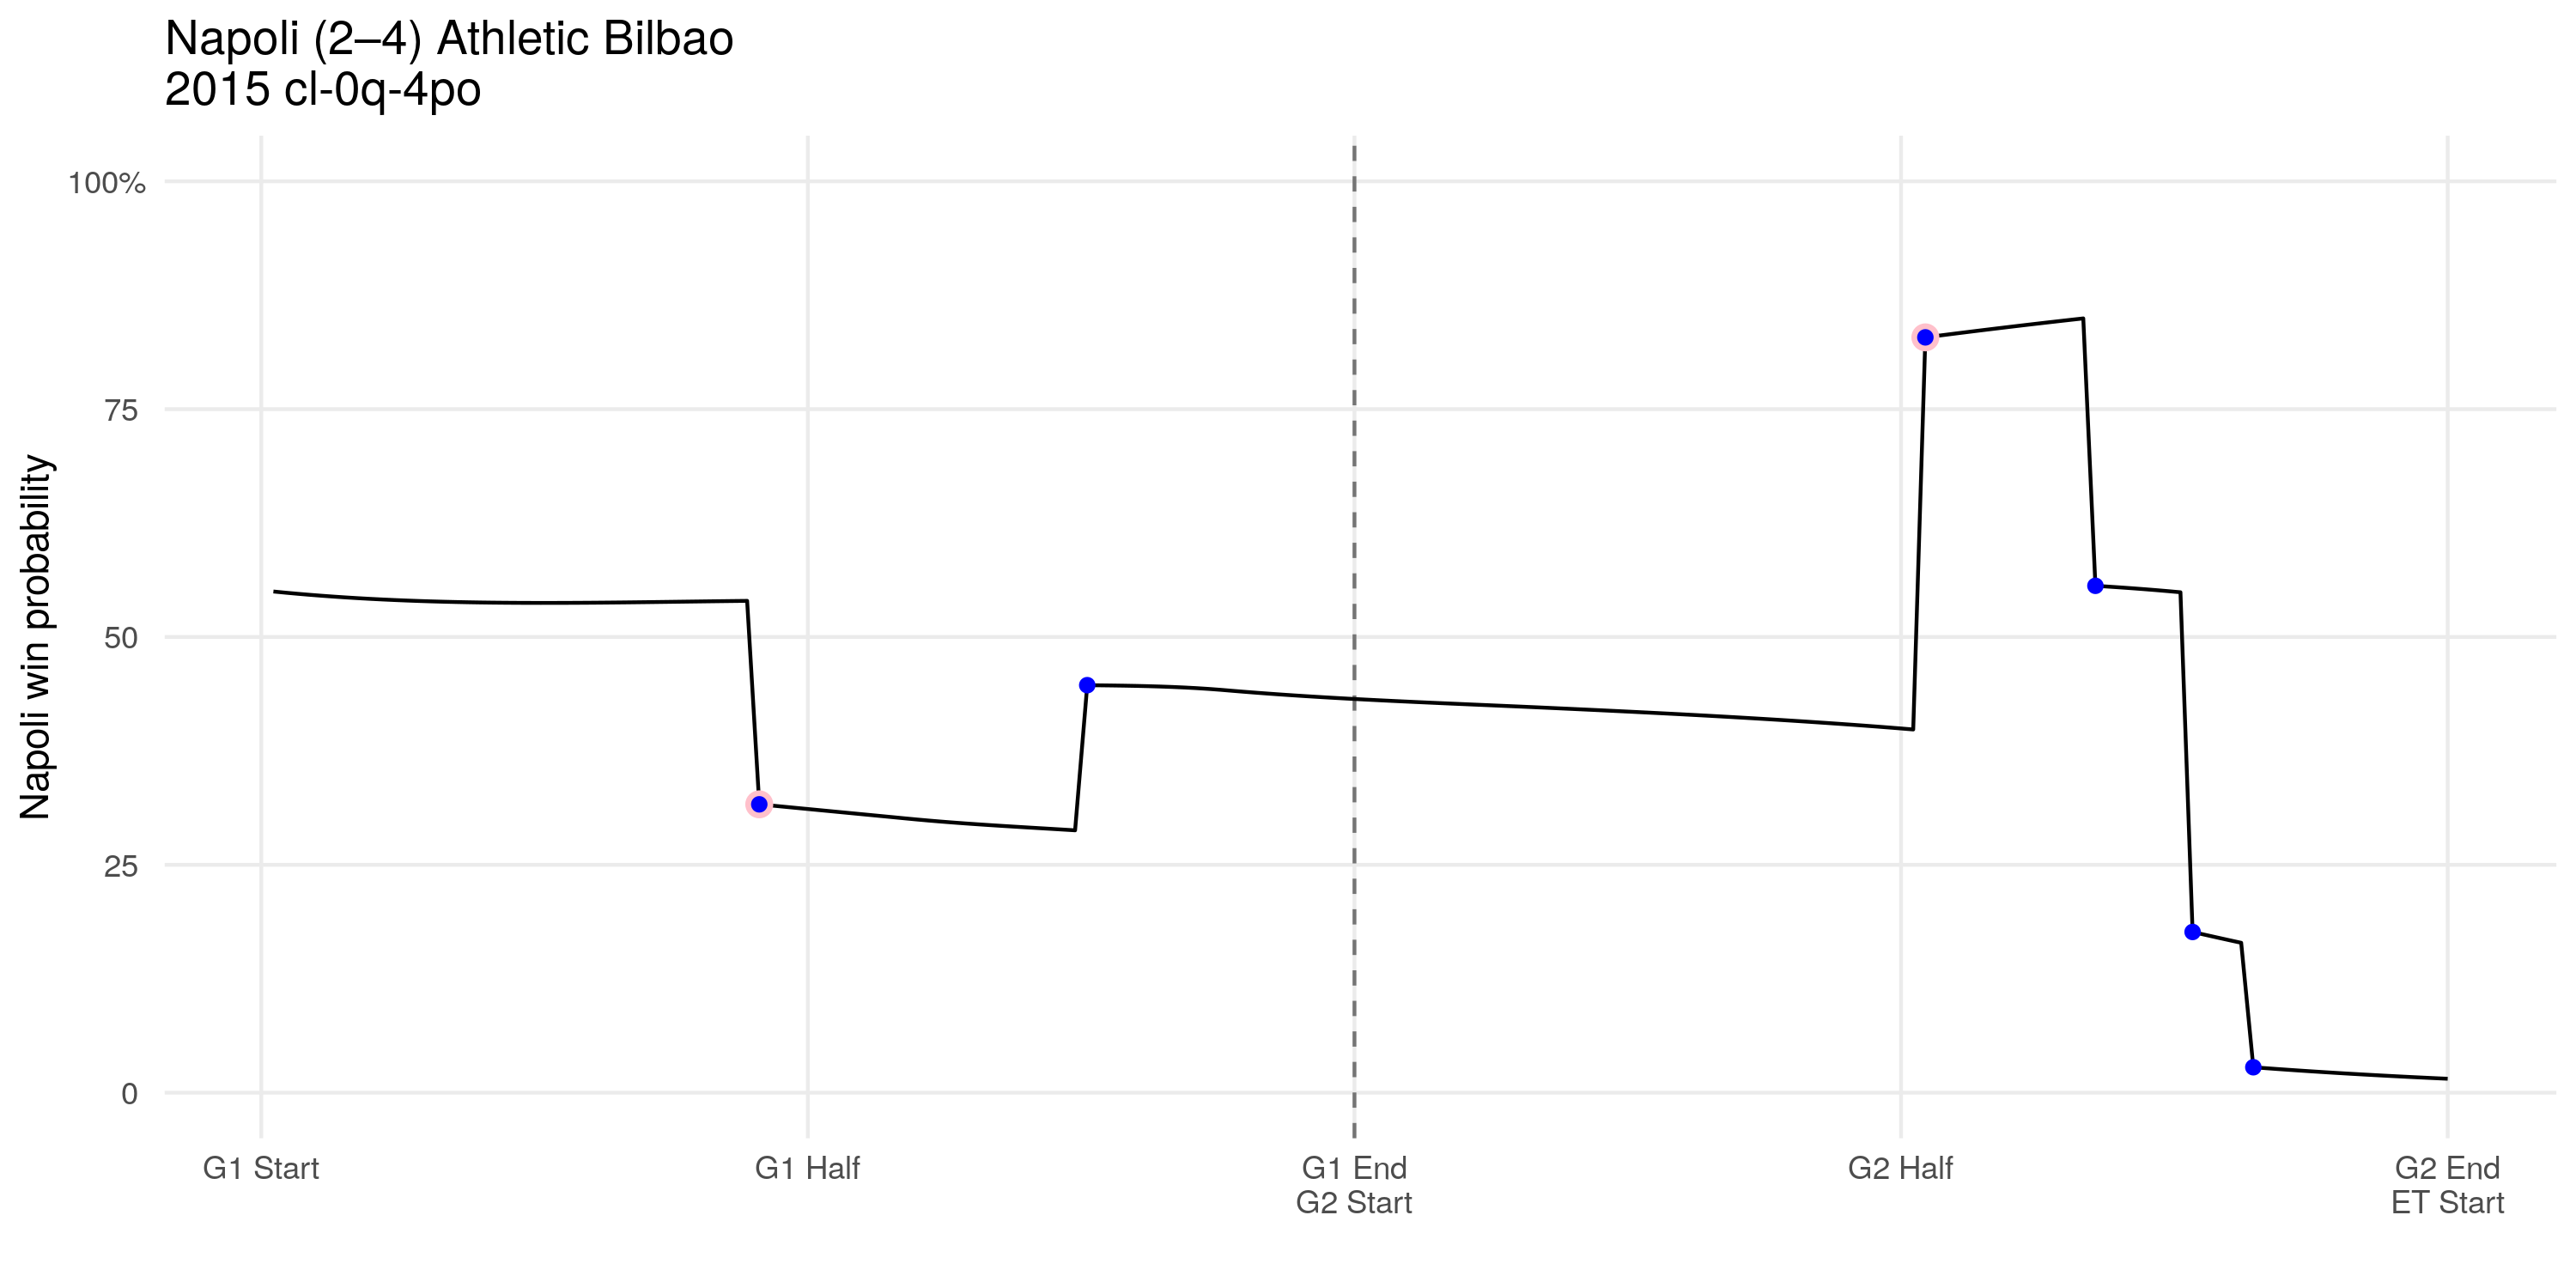 Napoli (2–4) Athletic Bilbao
2015 cl-0q-4po
Napoli win probability
100%
75
50
25
0
G1 Start
G1 Half
G1 End
G2 Start
G2 Half
G2 End
ET Start